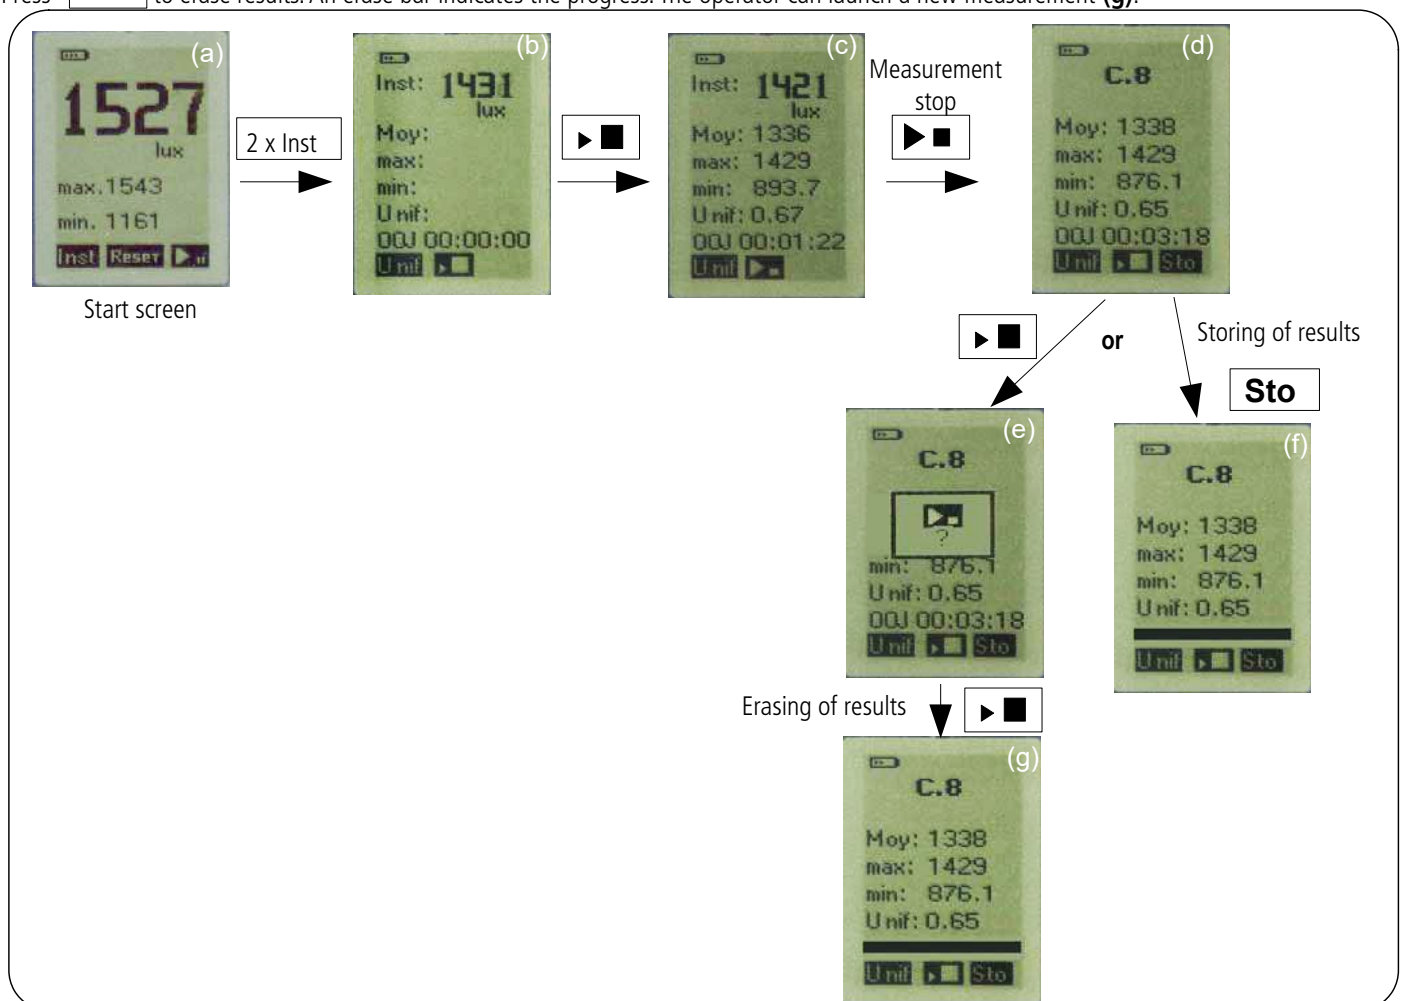 Press to erase results. An erase bar indicates the progress. The operator can launch a new measurement (g).
(a)
1527
lux
max.1543
min. 1161
Inst Reset
Start screen
2 x Inst
(b)
Inst: 1431
lux
Moy:
max:
min:
Unif:
00J 00:00:00
Unif
(c)
Inst: 1421
lux
Moy: 1336
max: 1429
min: 893.7
Unif: 0.67
00J 00:01:22
Unif
Measurement
stop
(d)
C.8
Moy: 1338
max: 1429
min: 876.1
Unif: 0.65
00J 00:03:18
Unif Sto
or
Storing of results
Sto
(e)
C.8
?
min: 876.1
Unif: 0.65
00J 00:03:18
Unif Sto
(f)
C.8
Moy: 1338
max: 1429
min: 876.1
Unif: 0.65
Unif Sto
Erasing of results
(g)
C.8
Moy: 1338
max: 1429
min: 876.1
Unif: 0.65
Unif Sto